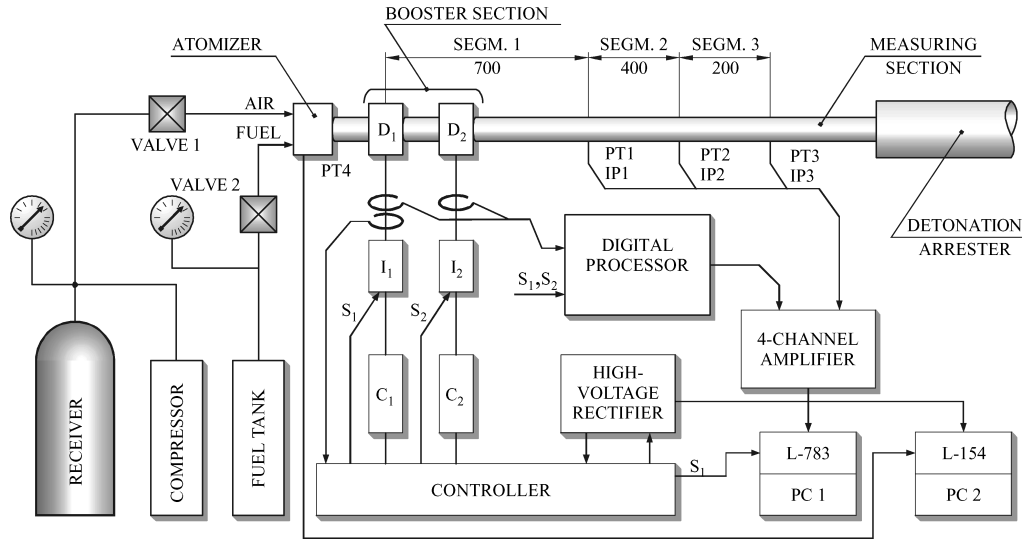 BOOSTER SECTION
ATOMIZER
SEGM. 1
SEGM. 2
SEGM. 3
MEASURING
SECTION
700
400
200
AIR
FUEL
VALVE 1
D1
D2
PT4
PT1
IP1
PT2
IP2
PT3
IP3
VALVE 2
DETONATION
ARRESTER
DIGITAL
PROCESSOR
I1
I2
S1,S2
S1
S2
4-CHANNEL
AMPLIFIER
HIGH-
VOLTAGE
RECTIFIER
C1
C2
RECEIVER
COMPRESSOR
FUEL TANK
CONTROLLER
S1
L-783
PC 1
L-154
PC 2